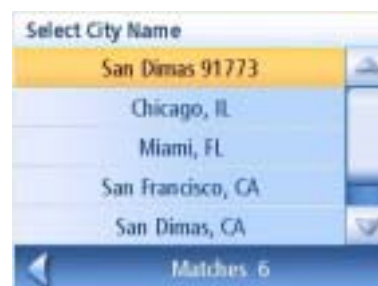 Select City Name
San Dimas 91773
Chicago, IL
Miami, FL
San Francisco, CA
San Dimas, CA
Matches 6